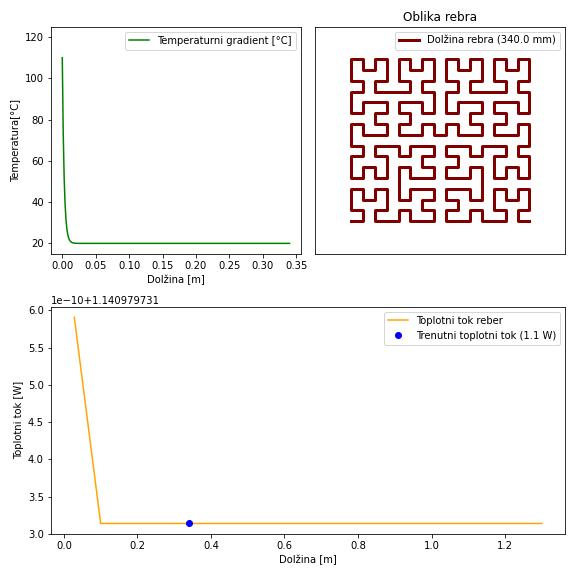 Oblika rebra
Temperaturni gradient [°C]
Dolžina rebra (340.0 mm)
Temperatura[°C]
120
100
80
60
40
20
0.00 0.05 0.10 0.15 0.20 0.25 0.30 0.35
Dolžina [m]
1e−10+1.140979731
Toplotni tok reber
Trenutni toplotni tok (1.1 W)
Toplotni tok [W]
6.0
5.5
5.0
4.5
4.0
3.5
3.0
0.0 0.2 0.4 0.6 0.8 1.0 1.2
Dolžina [m]